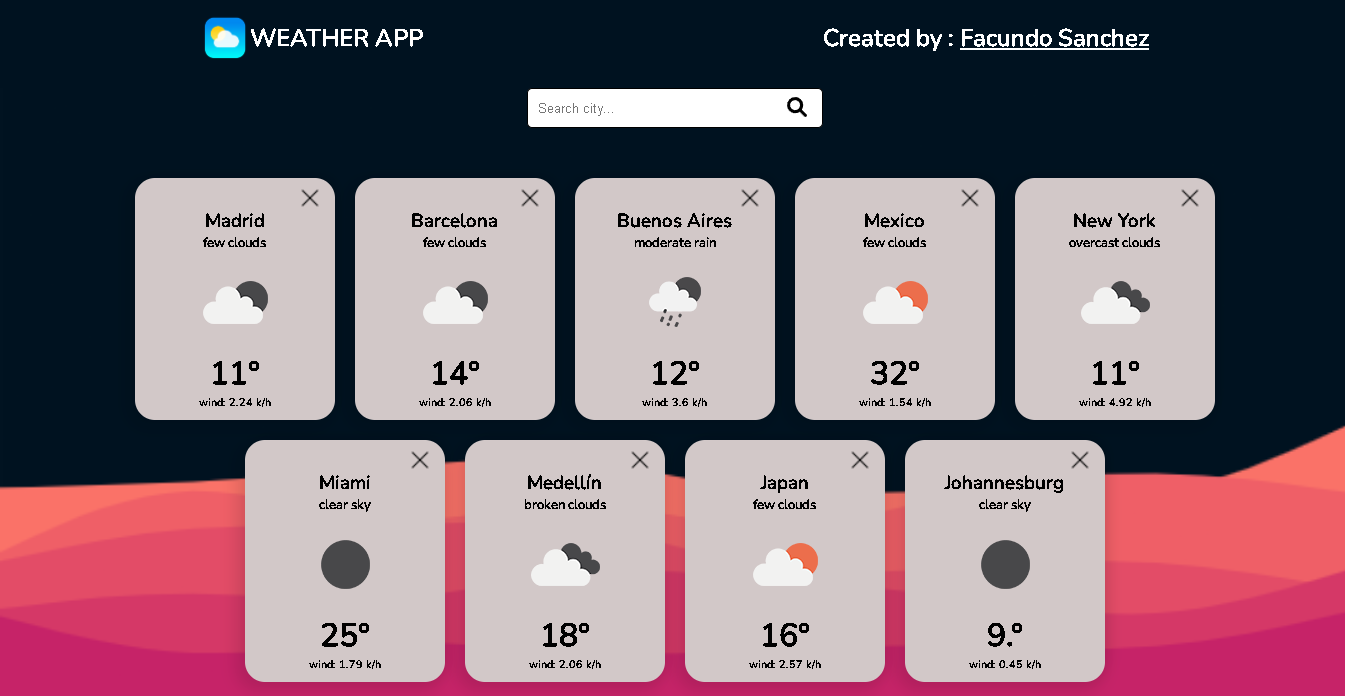 WEATHER APP
Created by : Facundo Sanchez
Search city...
Madrid
few clouds
11°
wind: 2.24 k/h
Barcelona
few clouds
14°
wind: 2.06 k/h
Buenos Aires
moderate rain
12°
wind: 3.6 k/h
Mexico
few clouds
32°
wind: 1.54 k/h
New York
overcast clouds
11°
wind: 4.92 k/h
Miami
clear sky
25°
wind: 1.79 k/h
Medellín
broken clouds
18°
wind: 2.06 k/h
Japan
few clouds
16°
wind: 2.57 k/h
Johannesburg
clear sky
9.°
wind: 0.45 k/h